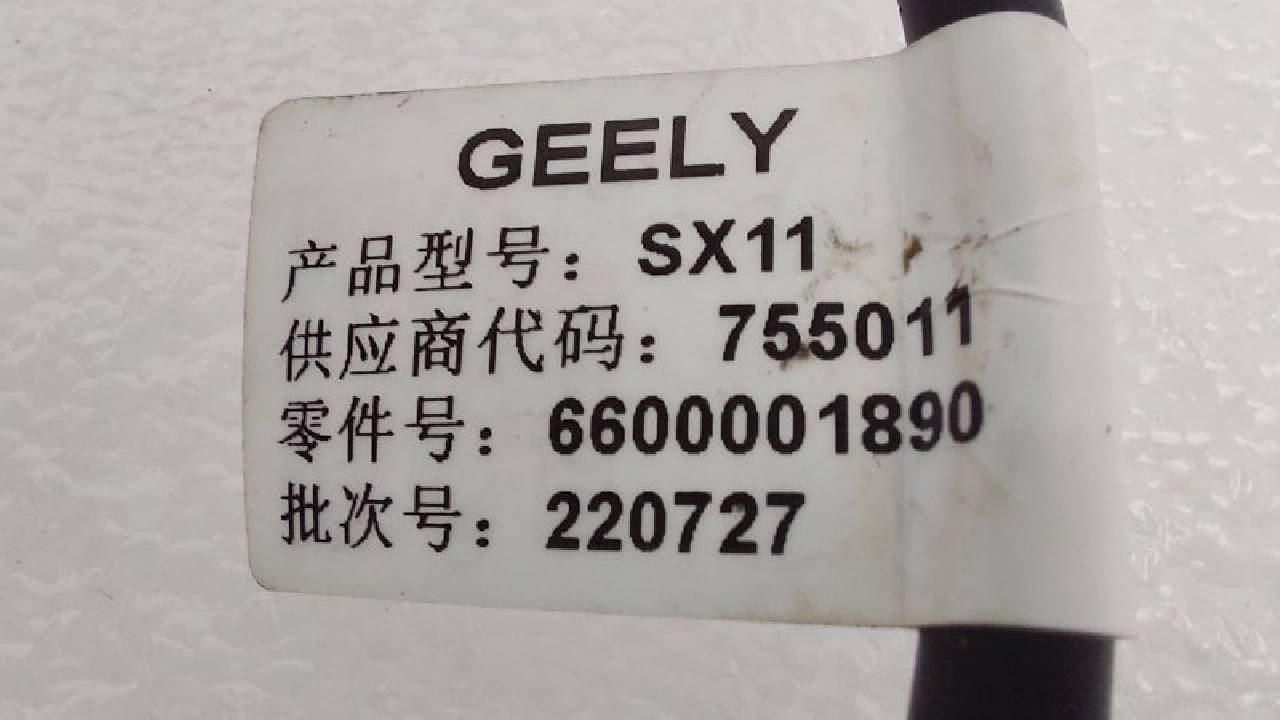 GEELY
产品型号：SX11
供应商代码：755011
零件号：6600001890
批次号：220727